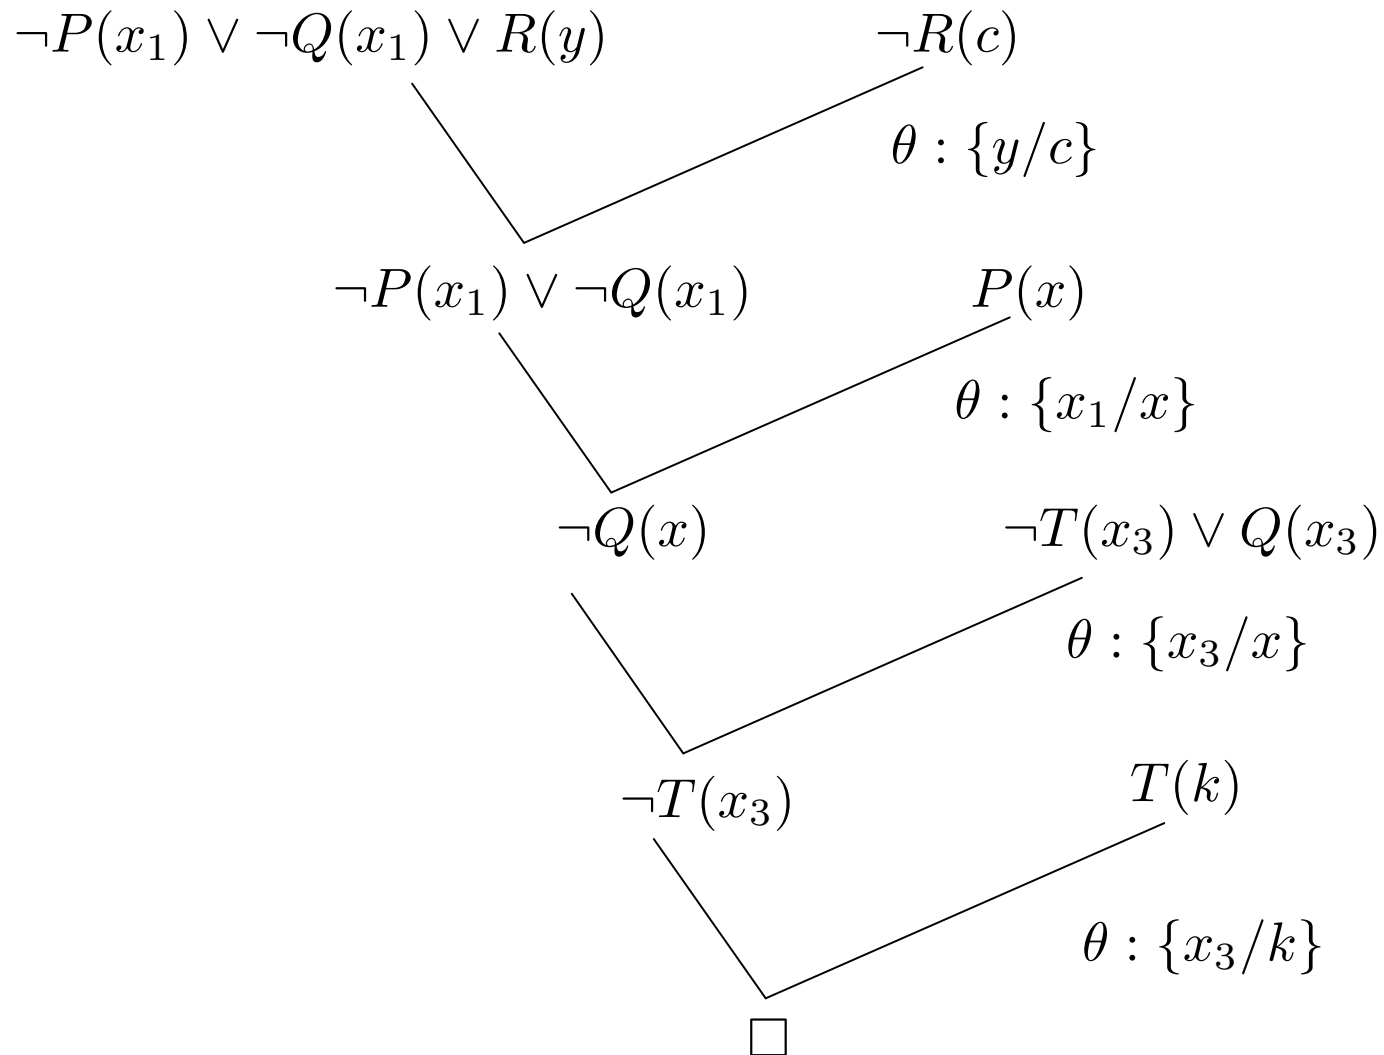 ¬P(x₁) ∨ ¬Q(x₁) ∨ R(y) ¬R(c)
θ : {y/c}
¬P(x₁) ∨ ¬Q(x₁) P(x)
θ : {x₁/x}
¬Q(x) ¬T(x₃) ∨ Q(x₃)
θ : {x₃/x}
¬T(x₃) T(k)
θ : {x₃/k}
□